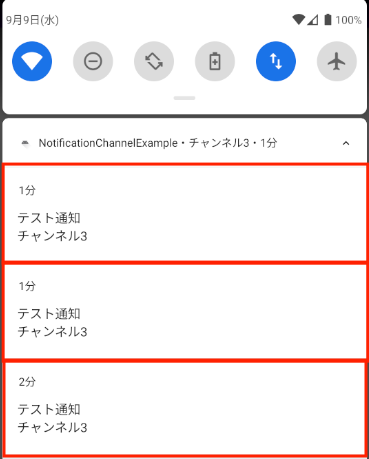 9月9日(水) 100%
NotificationChannelExample・チャンネル3・1分
1分
テスト通知
チャンネル3
1分
テスト通知
チャンネル3
2分
テスト通知
チャンネル3